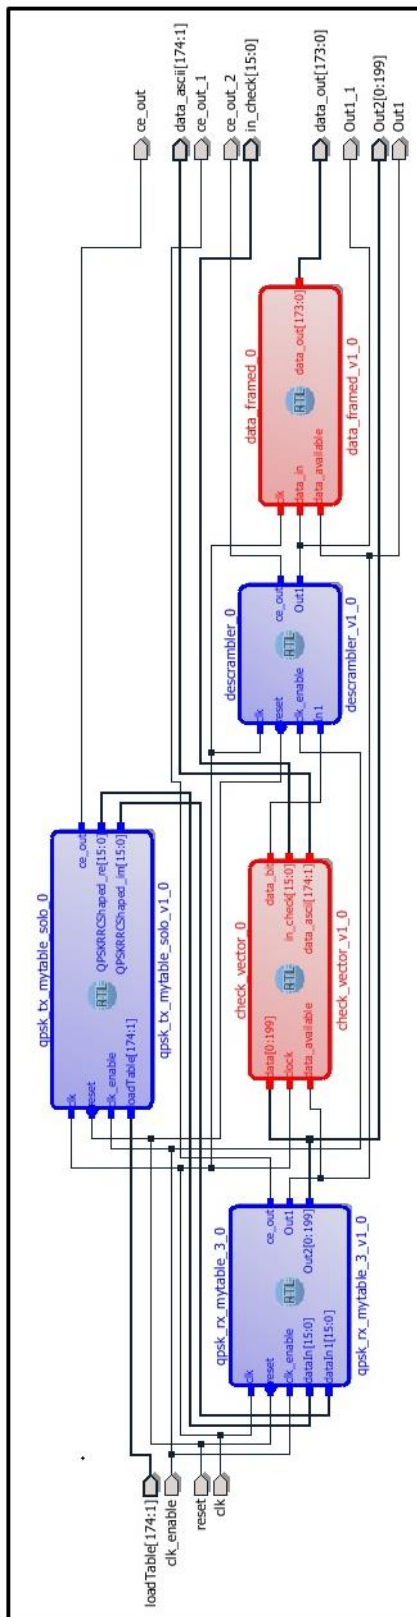 loadTable[174:1]
clk_enable
reset
clk
qpsk_tx_mytable_solo_0
clk
reset
clk_enable
loadTable[174:1]
RTL
ce_out
QPSKRRCShaped_re[15:0]
QPSKRRCShaped_im[15:0]
qpsk_tx_mytable_solo_v1_0
qpsk_rx_mytable_3_0
clk
reset
clk_enable
dataIn[15:0]
dataIn1[15:0]
RTL
ce_out
Out1
Out2[0:199]
qpsk_rx_mytable_3_v1_0
check_vector_0
data[0:199]
clock
data_available
RTL
data_bit
in_check[15:0]
data_ascii[174:1]
check_vector_v1_0
descrambler_0
clk
reset
clk_enable
In1
RTL
ce_out
Out1
descrambler_v1_0
data_framed_0
clk
data_in
data_available
RTL
data_out[173:0]
data_framed_v1_0
ce_out
data_ascii[174:1]
ce_out_1
ce_out_2
in_check[15:0]
data_out[173:0]
Out1_1
Out2[0:199]
Out1